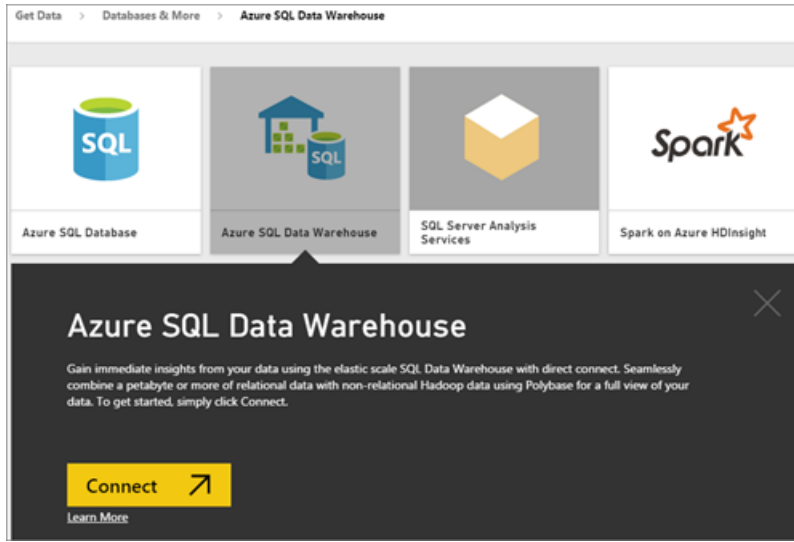 Get Data > Databases & More > Azure SQL Data Warehouse
SQL
SQL
Spark
Azure SQL Database
Azure SQL Data Warehouse
SQL Server Analysis
Services
Spark on Azure HDInsight
Azure SQL Data Warehouse
Gain immediate insights from your data using the elastic scale SQL Data Warehouse with direct connect. Seamlessly
combine a petabyte or more of relational data with non-relational Hadoop data using Polybase for a full view of your
data. To get started, simply click Connect.
Connect
Learn More